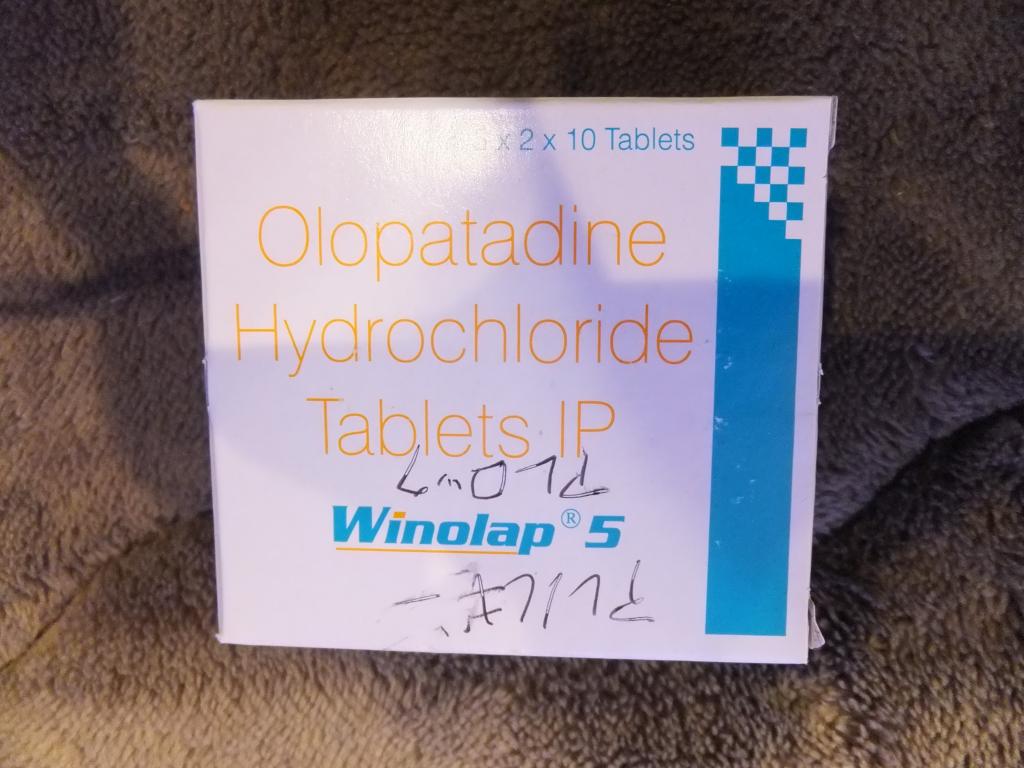 x 2 x 10 Tablets
Olopatadine
Hydrochloride
Tablets IP
Winolap® 5